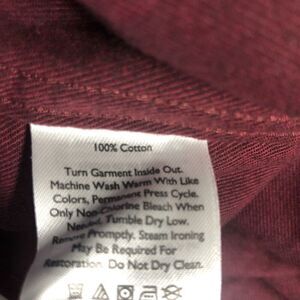 100% Cotton
Turn Garment Inside Out.
Machine Wash Warm With Like
Colors, Permanent Press Cycle.
Only Non-Chlorine Bleach When
Needed. Tumble Dry Low.
Remove Promptly. Steam Ironing
May Be Required For
Restoration. Do Not Dry Clean.